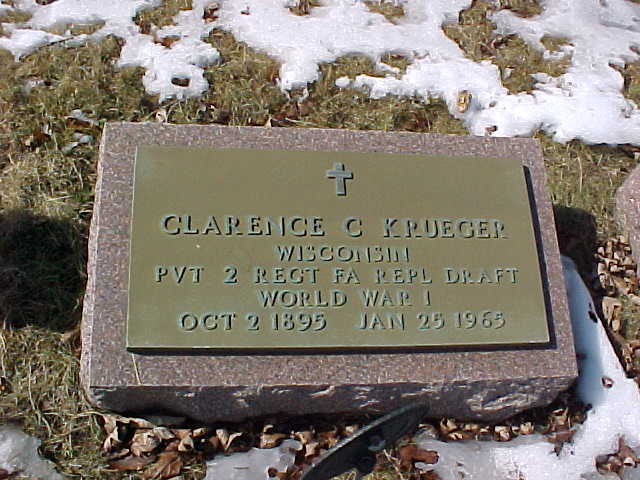 CLARENCE C KRUEGER
WISCONSIN
PVT 2 REGT FA REPL DRAFT
WORLD WAR I
OCT 2 1895 JAN 25 1965